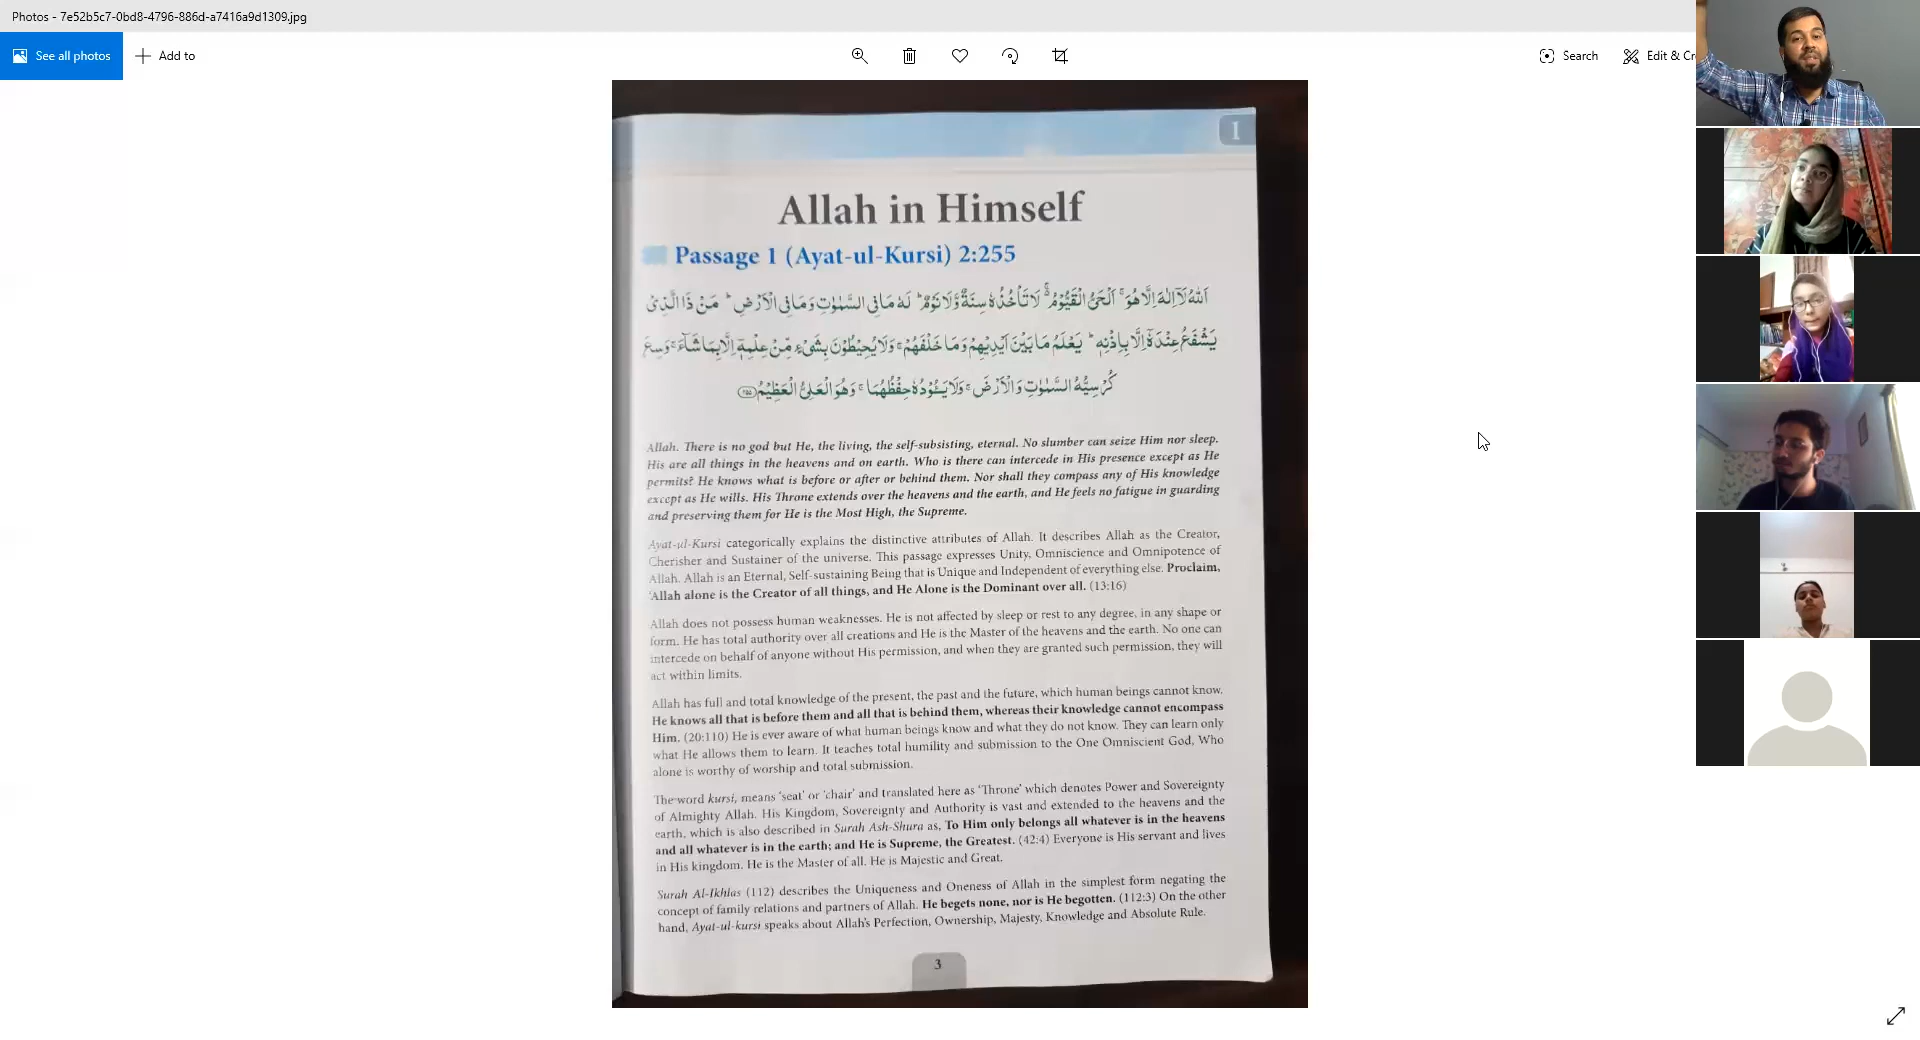 Photos - 7e52b5c7-0bd8-4796-886d-a7416a9d1309.jpg
See all photos
Add to
Search
Edit & Cr
1
Allah in Himself
Passage 1 (Ayat-ul-Kursi) 2:255
اَللّٰهُ لَاۤ اِلٰهَ اِلَّا هُوَ ۚ اَلْحَیُّ الْقَیُّوْمُ ۚ۬ لَا تَاْخُذُهٗ سِنَةٌ وَّلَا نَوْمٌ ؕ لَهٗ مَا فِی السَّمٰوٰتِ وَمَا فِی الْاَرْضِ ؕ مَنْ ذَا الَّذِیْ
یَشْفَعُ عِنْدَهٗۤ اِلَّا بِاِذْنِهٖ ؕ یَعْلَمُ مَا بَیْنَ اَیْدِیْهِمْ وَمَا خَلْفَهُمْ ۚ وَلَا یُحِیْطُوْنَ بِشَیْءٍ مِّنْ عِلْمِهٖۤ اِلَّا بِمَا شَآءَ ۚ وَسِعَ
كُرْسِیُّهُ السَّمٰوٰتِ وَالْاَرْضَ ۚ وَلَا یَـُٔوْدُهٗ حِفْظُهُمَا ۚ وَهُوَ الْعَلِیُّ الْعَظِیْمُ ﴿۲۵۵﴾
Allah. There is no god but He, the living, the self-subsisting, eternal. No slumber can seize Him nor sleep.
His are all things in the heavens and on earth. Who is there can intercede in His presence except as He
permits? He knows what is before or after or behind them. Nor shall they compass any of His knowledge
except as He wills. His Throne extends over the heavens and the earth, and He feels no fatigue in guarding
and preserving them for He is the Most High, the Supreme.
Ayat-ul-Kursi categorically explains the distinctive attributes of Allah. It describes Allah as the Creator,
Cherisher and Sustainer of the universe. This passage expresses Unity, Omniscience and Omnipotence of
Allah. Allah is an Eternal, Self-sustaining Being that is Unique and Independent of everything else. Proclaim,
'Allah alone is the Creator of all things, and He Alone is the Dominant over all. (13:16)
Allah does not possess human weaknesses. He is not affected by sleep or rest to any degree, in any shape or
form. He has total authority over all creations and He is the Master of the heavens and the earth. No one can
intercede on behalf of anyone without His permission, and when they are granted such permission, they will
act within limits.
Allah has full and total knowledge of the present, the past and the future, which human beings cannot know.
He knows all that is before them and all that is behind them, whereas their knowledge cannot encompass
Him. (20:110) He is ever aware of what human beings know and what they do not know. They can learn only
what He allows them to learn. It teaches total humility and submission to the One Omniscient God, Who
alone is worthy of worship and total submission.
The word kursi, means 'seat' or 'chair' and translated here as 'Throne' which denotes Power and Sovereignty
of Almighty Allah. His Kingdom, Sovereignty and Authority is vast and extended to the heavens and the
earth, which is also described in Surah Ash-Shura as, To Him only belongs all whatever is in the heavens
and all whatever is in the earth; and He is Supreme, the Greatest. (42:4) Everyone is His servant and lives
in His kingdom. He is the Master of all. He is Majestic and Great.
Surah Al-Ikhlas (112) describes the Uniqueness and Oneness of Allah in the simplest form negating the
concept of family relations and partners of Allah. He begets none, nor is He begotten. (112:3) On the other
hand, Ayat-ul-kursi speaks about Allah's Perfection, Ownership, Majesty, Knowledge and Absolute Rule.
3